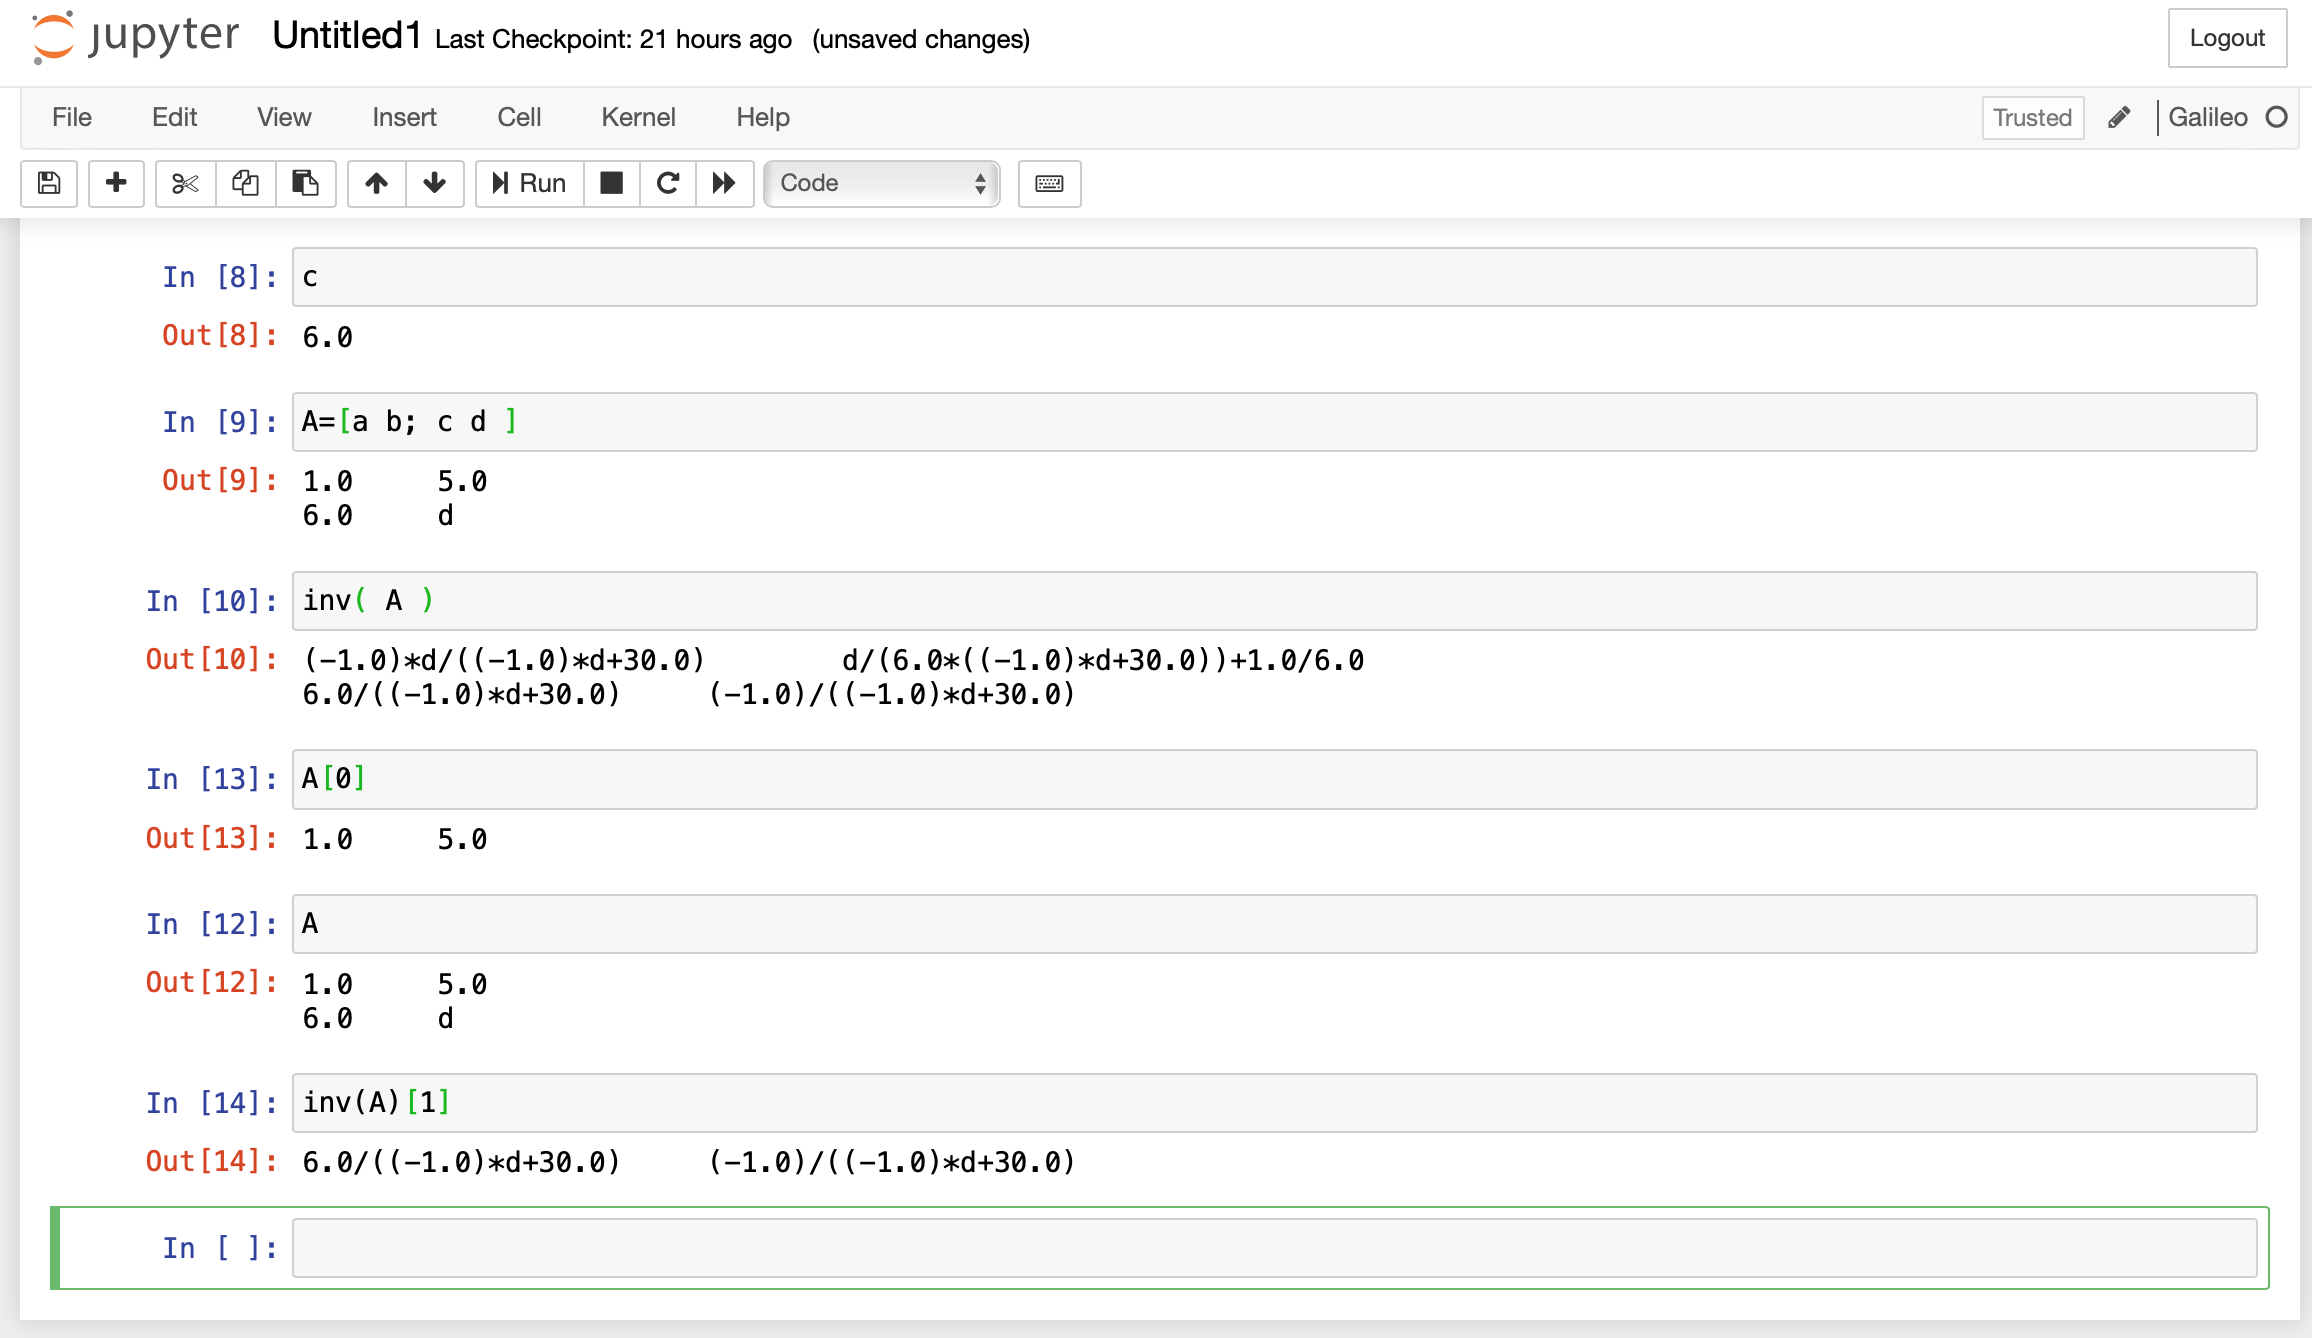 jupyter Untitled1 Last Checkpoint: 21 hours ago (unsaved changes) Logout
File Edit View Insert Cell Kernel Help Trusted Galileo
Run Code
In [8]: c
Out[8]: 6.0
In [9]: A=[a b; c d ]
Out[9]: 1.0 5.0
6.0 d
In [10]: inv( A )
Out[10]: (-1.0)*d/((-1.0)*d+30.0) d/(6.0*((-1.0)*d+30.0))+1.0/6.0
6.0/((-1.0)*d+30.0) (-1.0)/((-1.0)*d+30.0)
In [13]: A[0]
Out[13]: 1.0 5.0
In [12]: A
Out[12]: 1.0 5.0
6.0 d
In [14]: inv(A)[1]
Out[14]: 6.0/((-1.0)*d+30.0) (-1.0)/((-1.0)*d+30.0)
In [ ]: